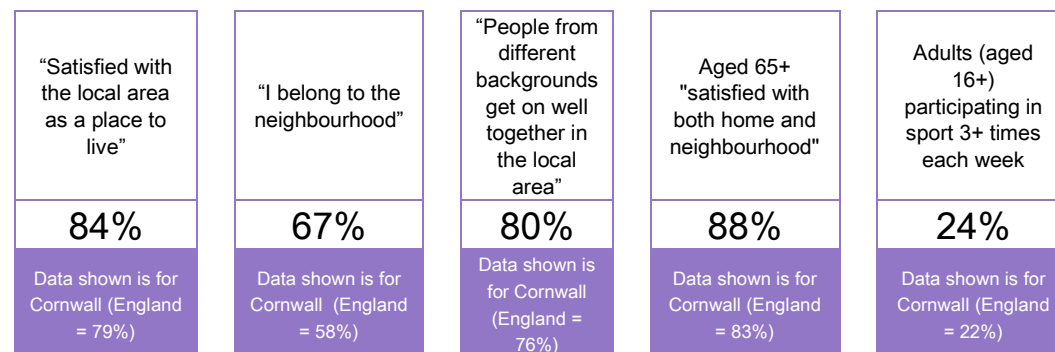 “Satisfied with
the local area
as a place to
live”
84%
Data shown is for
Cornwall (England
= 79%)
“I belong to the
neighbourhood”
67%
Data shown is for
Cornwall  (England
= 58%)
“People from
different
backgrounds
get on well
together in
the local
area”
80%
Data shown is
for Cornwall
(England =
76%)
Aged 65+
"satisfied with
both home and
neighbourhood"
88%
Data shown is for
Cornwall (England
= 83%)
Adults (aged
16+)
participating in
sport 3+ times
each week
24%
Data shown is for
Cornwall (England
= 22%)